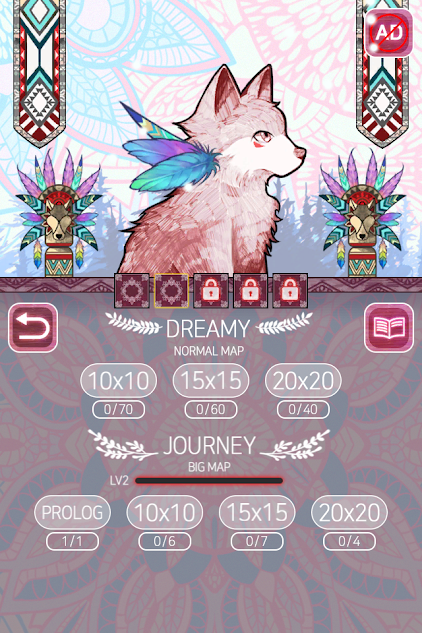 AD
DREAMY
NORMAL MAP
10x10 15x15 20x20
0/70 0/60 0/40
JOURNEY
BIG MAP
LV2
PROLOG 10x10 15x15 20x20
1/1 0/6 0/7 0/4